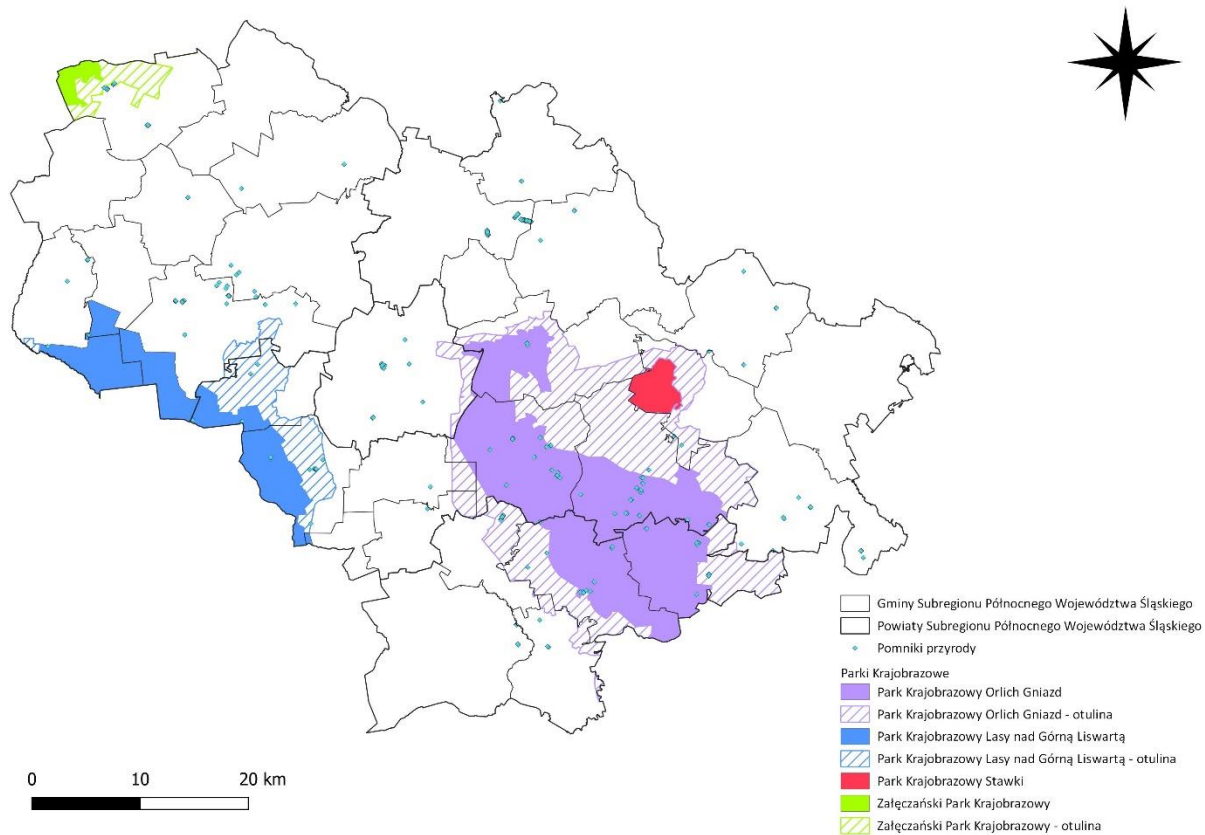 Gminy Subregionu Północnego Województwa Śląskiego
Powiaty Subregionu Północnego Województwa Śląskiego
Pomniki przyrody
Parki Krajobrazowe
Park Krajobrazowy Orlich Gniazd
Park Krajobrazowy Orlich Gniazd - otulina
Park Krajobrazowy Lasy nad Górną Liswartą
Park Krajobrazowy Lasy nad Górną Liswartą - otulina
Park Krajobrazowy Stawki
Załęczański Park Krajobrazowy
Załęczański Park Krajobrazowy - otulina
0 10 20 km